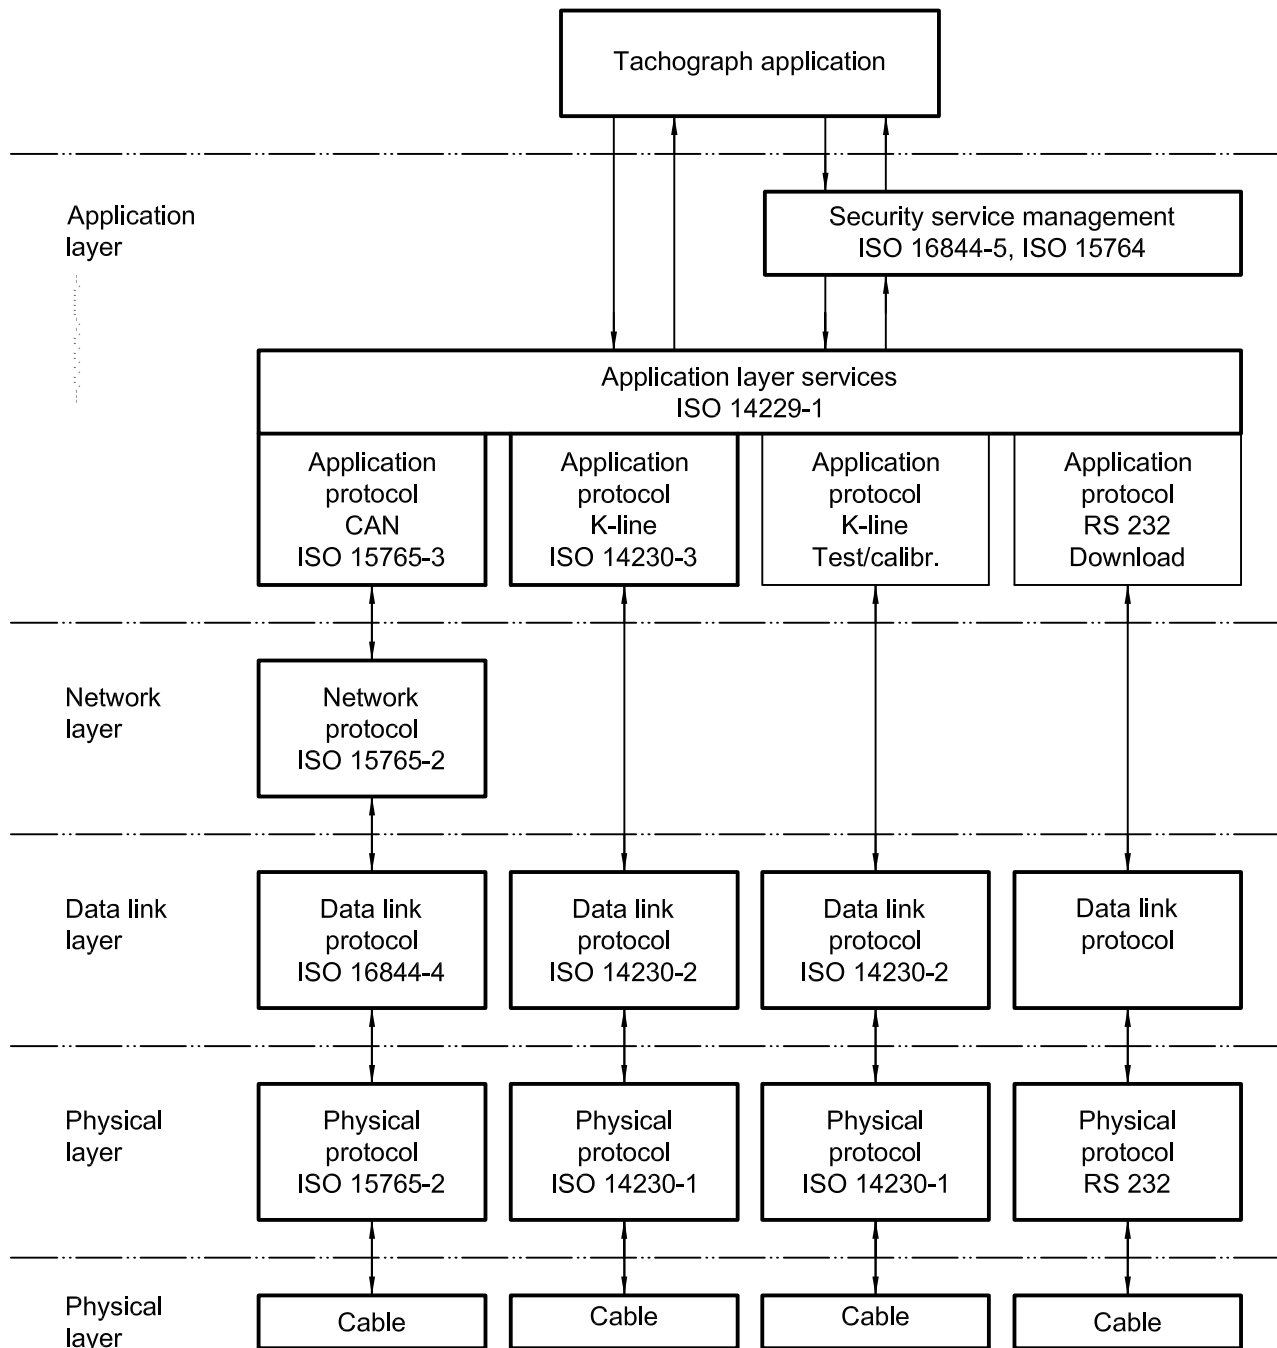 Tachograph application
Application
layer
Security service management
ISO 16844-5, ISO 15764
Application layer services
ISO 14229-1
Application
protocol
CAN
ISO 15765-3
Application
protocol
K-line
ISO 14230-3
Application
protocol
K-line
Test/calibr.
Application
protocol
RS 232
Download
Network
layer
Network
protocol
ISO 15765-2
Data link
layer
Data link
protocol
ISO 16844-4
Data link
protocol
ISO 14230-2
Data link
protocol
ISO 14230-2
Data link
protocol
Physical
layer
Physical
protocol
ISO 15765-2
Physical
protocol
ISO 14230-1
Physical
protocol
ISO 14230-1
Physical
protocol
RS 232
Physical
layer
Cable
Cable
Cable
Cable